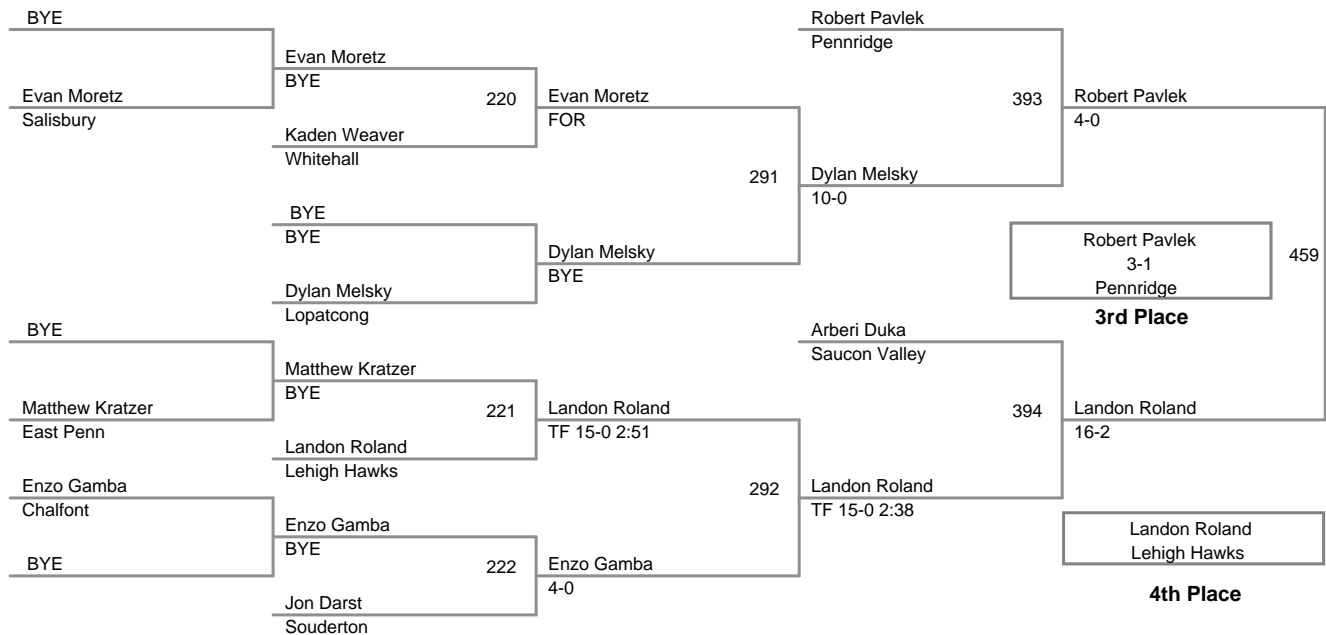 BYE
Robert Pavlek
Pennridge
Evan Moretz
BYE
Evan Moretz
Salisbury
220
Evan Moretz
FOR
393
Robert Pavlek
4-0
Kaden Weaver
Whitehall
291
Dylan Melsky
10-0
BYE
BYE
Dylan Melsky
BYE
Robert Pavlek
3-1
Pennridge
459
Dylan Melsky
Lopatcong
3rd Place
BYE
Arberi Duka
Saucon Valley
Matthew Kratzer
BYE
Matthew Kratzer
East Penn
221
Landon Roland
TF 15-0 2:51
394
Landon Roland
16-2
Landon Roland
Lehigh Hawks
Enzo Gamba
Chalfont
292
Landon Roland
TF 15-0 2:38
Enzo Gamba
BYE
Landon Roland
Lehigh Hawks
BYE
222
Enzo Gamba
4-0
4th Place
Jon Darst
Souderton